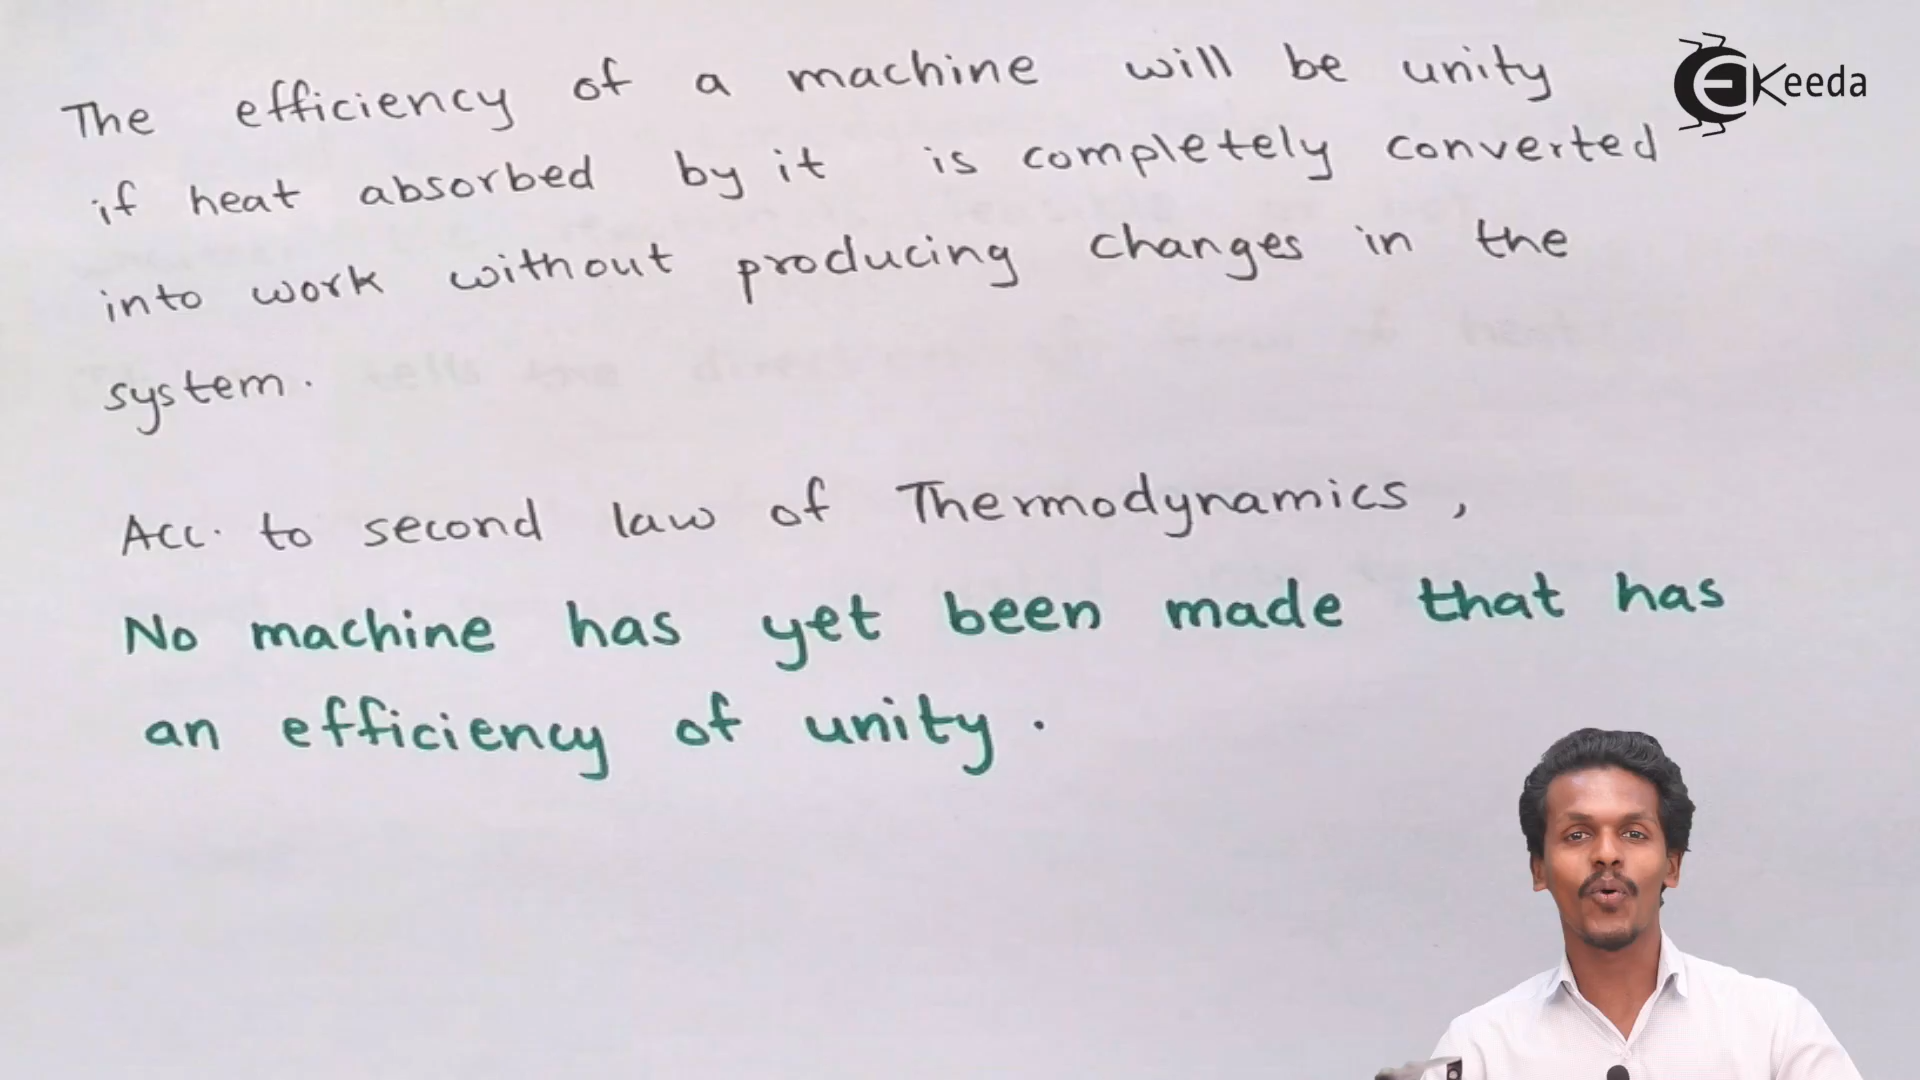 The efficiency of a machine will be unity
if heat absorbed by it is completely converted
into work without producing changes in the
system.
Acc. to second law of Thermodynamics,
No machine has yet been made that has
an efficiency of unity.
EKeeda